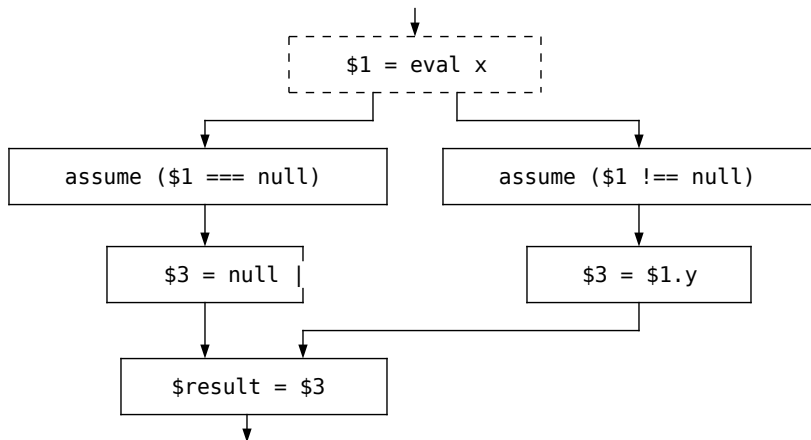 $1 = eval x
assume ($1 === null)
assume ($1 !== null)
$3 = null |
$3 = $1.y
$result = $3